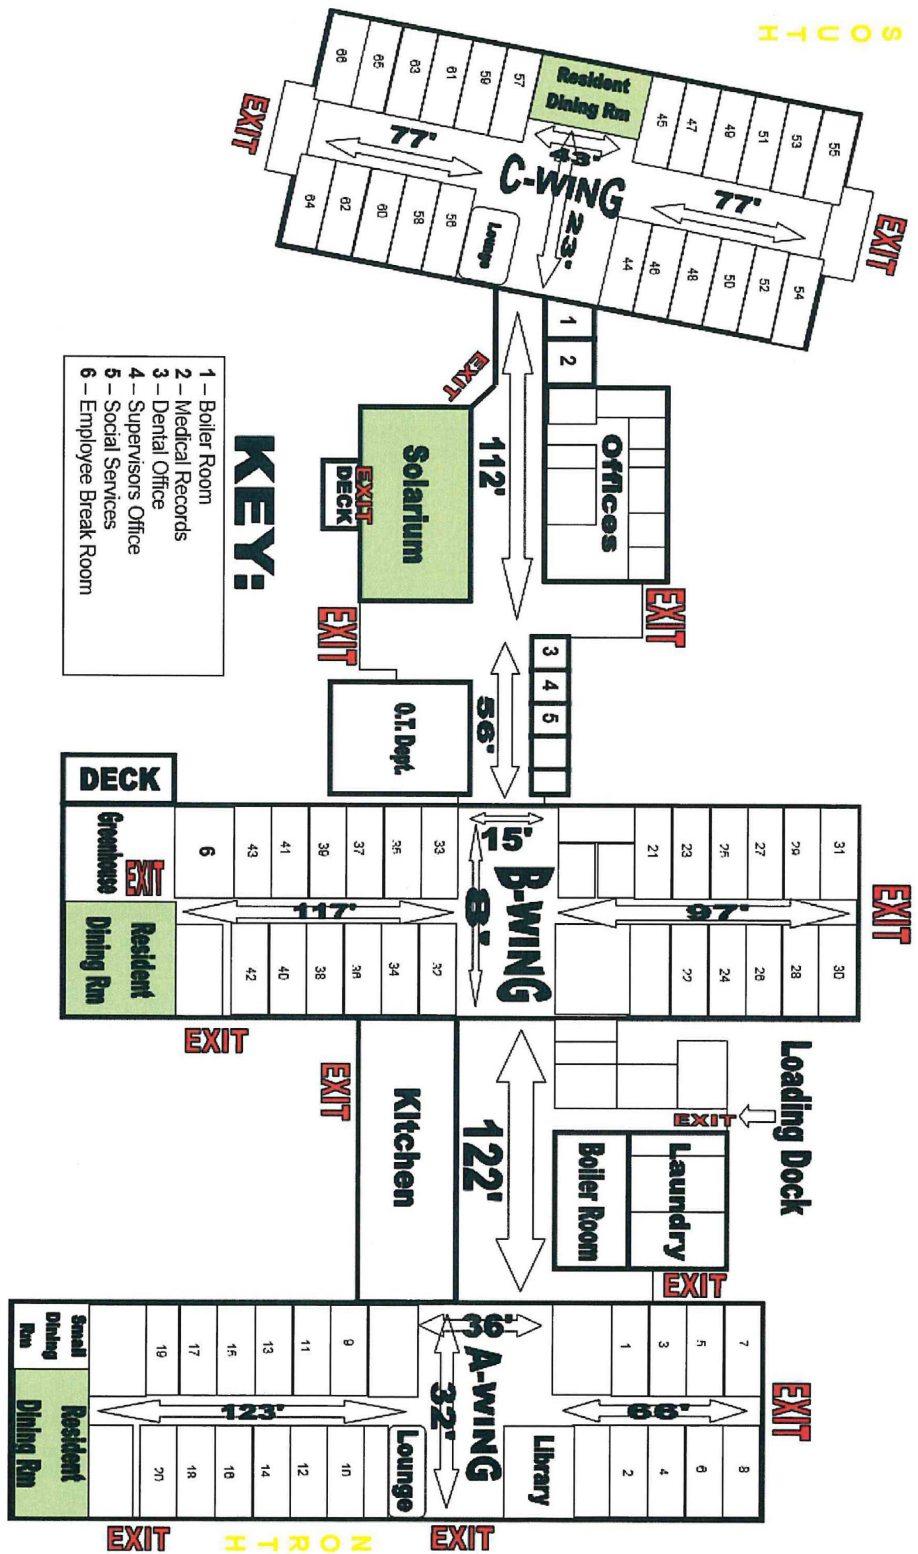 SOUTH
EXIT
55
54
53
52
51
50
49
48
47
46
45
44
77'
Resident
Dining Rm
43'
C-WING
23'
Lounge
57
56
59
58
61
60
63
62
65
64
66
77'
EXIT
1
2
Offices
EXIT
112'
EXIT
Solarium
EXIT
DECK
EXIT
3
4
5
56'
O.T. Dept.
EXIT
31
30
29
28
27
26
25
24
23
22
21
97'
15'
B-WING
8'
33
32
35
34
37
36
39
38
41
40
43
42
6
117'
DECK
Greenhouse
EXIT
Resident
Dining Rm
EXIT
Loading Dock
EXIT
Laundry
Boiler Room
EXIT
122'
Kitchen
EXIT
EXIT
7
8
5
6
3
4
1
2
66'
Library
36'
A-WING
32'
EXIT
Lounge
9
10
11
12
13
14
15
16
17
18
19
20
123'
Small
Dining
Rm
Resident
Dining Rm
EXIT
NORTH
KEY:
1 – Boiler Room
2 – Medical Records
3 – Dental Office
4 – Supervisors Office
5 – Social Services
6 – Employee Break Room